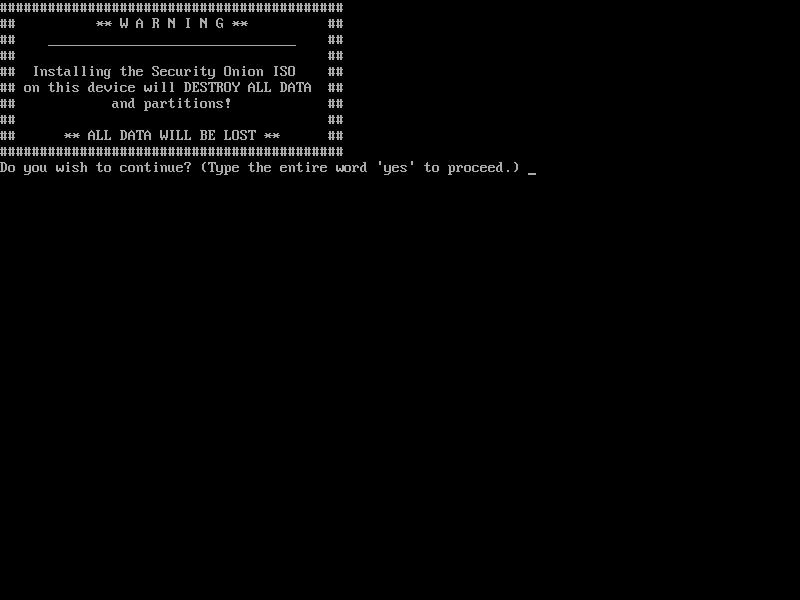 ###########################################
##          ** W A R N I N G **          ##
##    _______________________________    ##
##                                       ##
##  Installing the Security Onion ISO    ##
## on this device will DESTROY ALL DATA  ##
##            and partitions!            ##
##                                       ##
##      ** ALL DATA WILL BE LOST **      ##
###########################################
Do you wish to continue? (Type the entire word 'yes' to proceed.) _